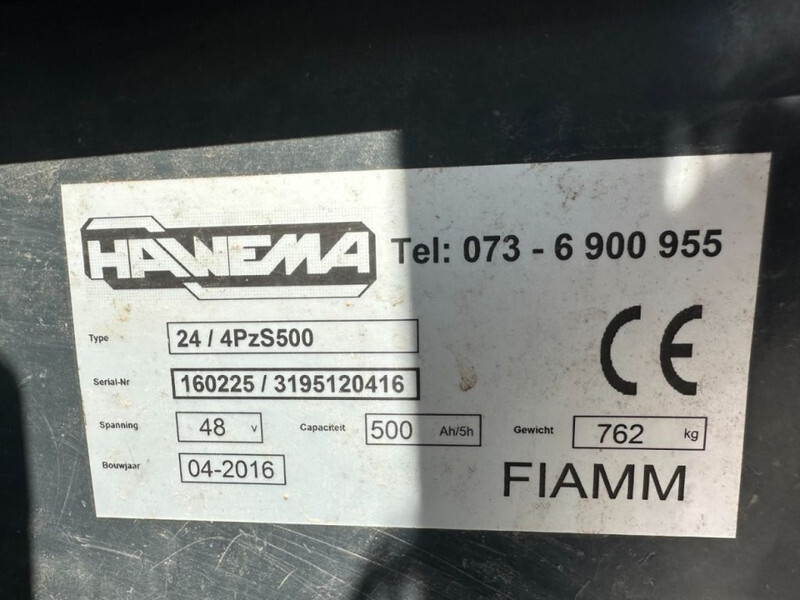 HAWEMA Tel: 073 - 6 900 955
Type 24 / 4PzS500
CE
Serial-Nr 160225 / 3195120416
Spanning 48 v Capaciteit 500 Ah/5h Gewicht 762 kg
Bouwjaar 04-2016
FIAMM